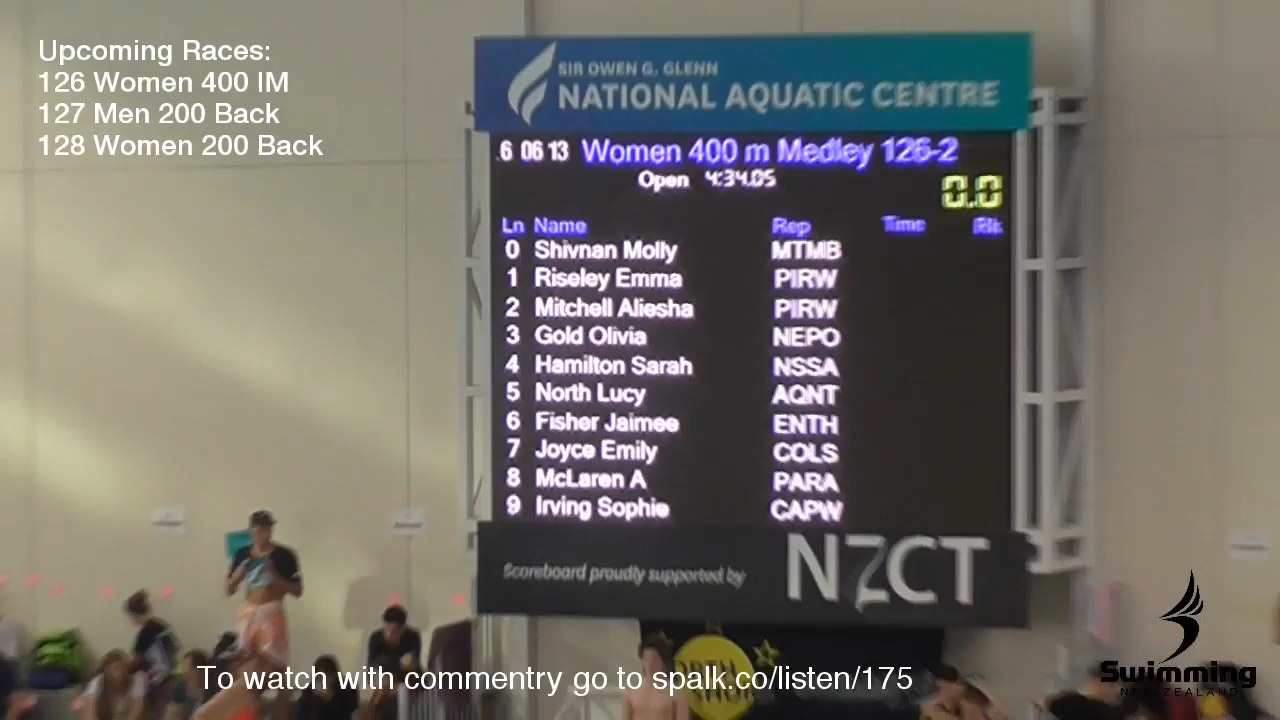 Upcoming Races:
126 Women 400 IM
127 Men 200 Back
128 Women 200 Back
SIR OWEN G. GLENN
NATIONAL AQUATIC CENTRE
.6 06 13 Women 400 m Medley 126-2
Open 4:34.05
0.0
Ln Name Rep Time Rk
0 Shivnan Molly MTMB
1 Riseley Emma PIRW
2 Mitchell Aliesha PIRW
3 Gold Olivia NEPO
4 Hamilton Sarah NSSA
5 North Lucy AQNT
6 Fisher Jaimee ENTH
7 Joyce Emily COLS
8 McLaren A PARA
9 Irving Sophie CAPW
Scoreboard proudly supported by NZCT
OPEN
To watch with commentry go to spalk.co/listen/175
Swimming
NEW ZEALAND